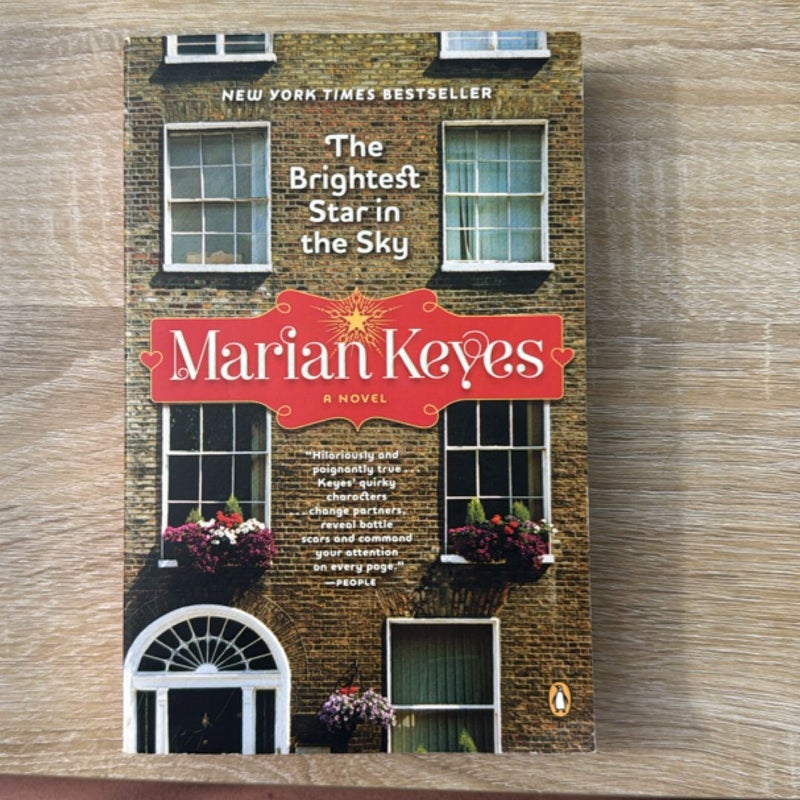 NEW YORK TIMES BESTSELLER
The
Brightest
Star in
the Sky
Marian Keyes
A NOVEL
"Hilariously and
poignantly true . . .
Keyes' quirky
characters
. . . change partners,
reveal battle
scars and command
your attention
on every page."
—PEOPLE